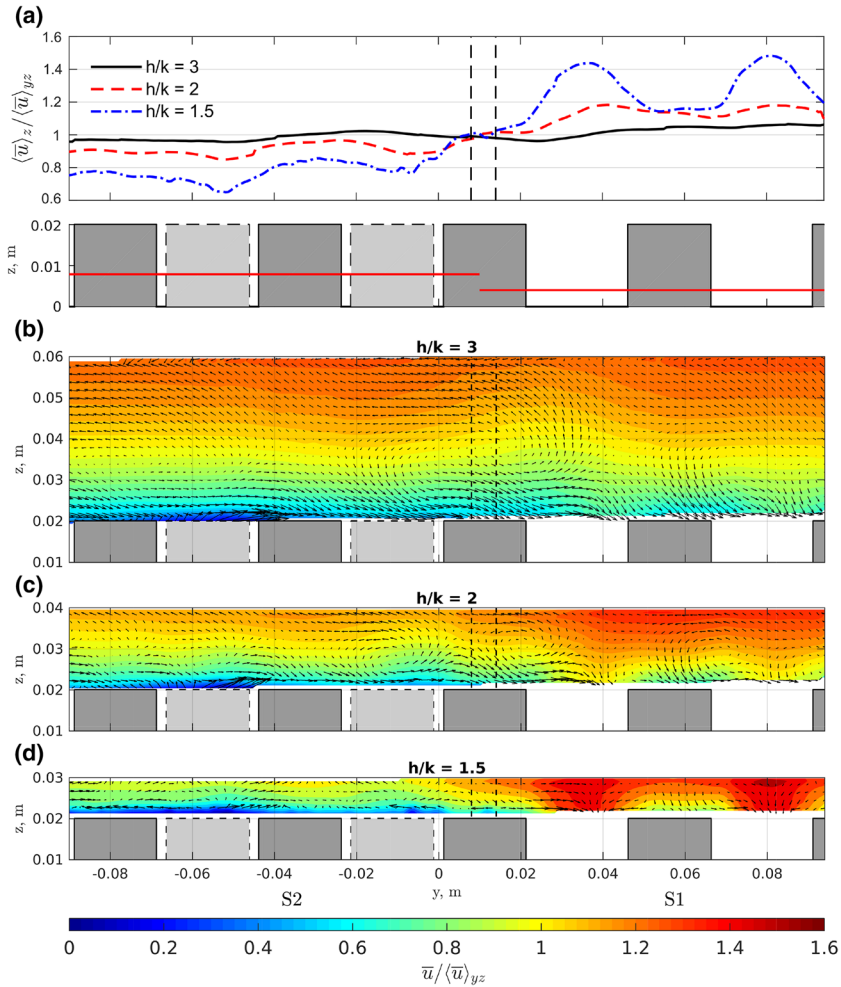 (a)
1.6
1.4
1.2
1
0.8
0.6
⟨u̅⟩z/⟨u̅⟩yz
h/k = 3
h/k = 2
h/k = 1.5
0.02
0.01
0
z, m
(b)
h/k = 3
0.06
0.05
0.04
0.03
0.02
0.01
z, m
(c)
h/k = 2
0.04
0.03
0.02
0.01
z, m
(d)
h/k = 1.5
0.03
0.02
0.01
z, m
-0.08 -0.06 -0.04 -0.02 0 0.02 0.04 0.06 0.08
S2 y, m S1
0 0.2 0.4 0.6 0.8 1 1.2 1.4 1.6
u̅/⟨u̅⟩yz